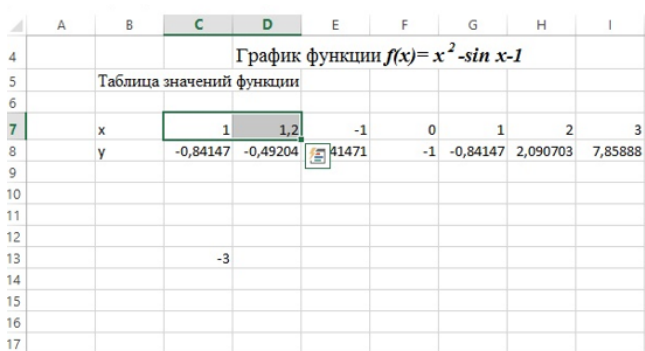 A B C D E F G H I
4 График функции f(x)= x²-sin x-1
5 Таблица значений функции
6
7 x 1 1,2 -1 0 1 2 3
8 y -0,84147 -0,49204 41471 -1 -0,84147 2,090703 7,85888
9
10
11
12
13 -3
14
15
16
17